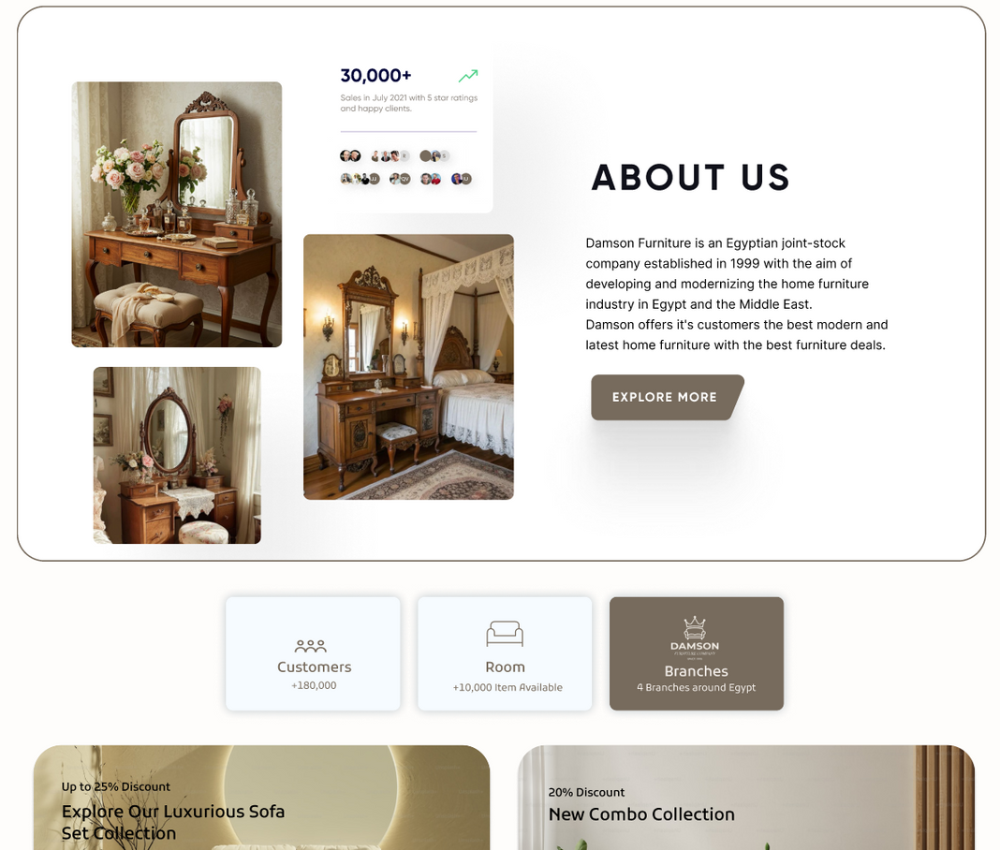 30,000+
Sales in July 2021 with 5 star ratings
and happy clients.
ABOUT US
Damson Furniture is an Egyptian joint-stock
company established in 1999 with the aim of
developing and modernizing the home furniture
industry in Egypt and the Middle East.
Damson offers it's customers the best modern and
latest home furniture with the best furniture deals.
EXPLORE MORE
Customers
+180,000
Room
+10,000 Item Available
DAMSON
Branches
4 Branches around Egypt
Up to 25% Discount
Explore Our Luxurious Sofa
Set Collection
20% Discount
New Combo Collection